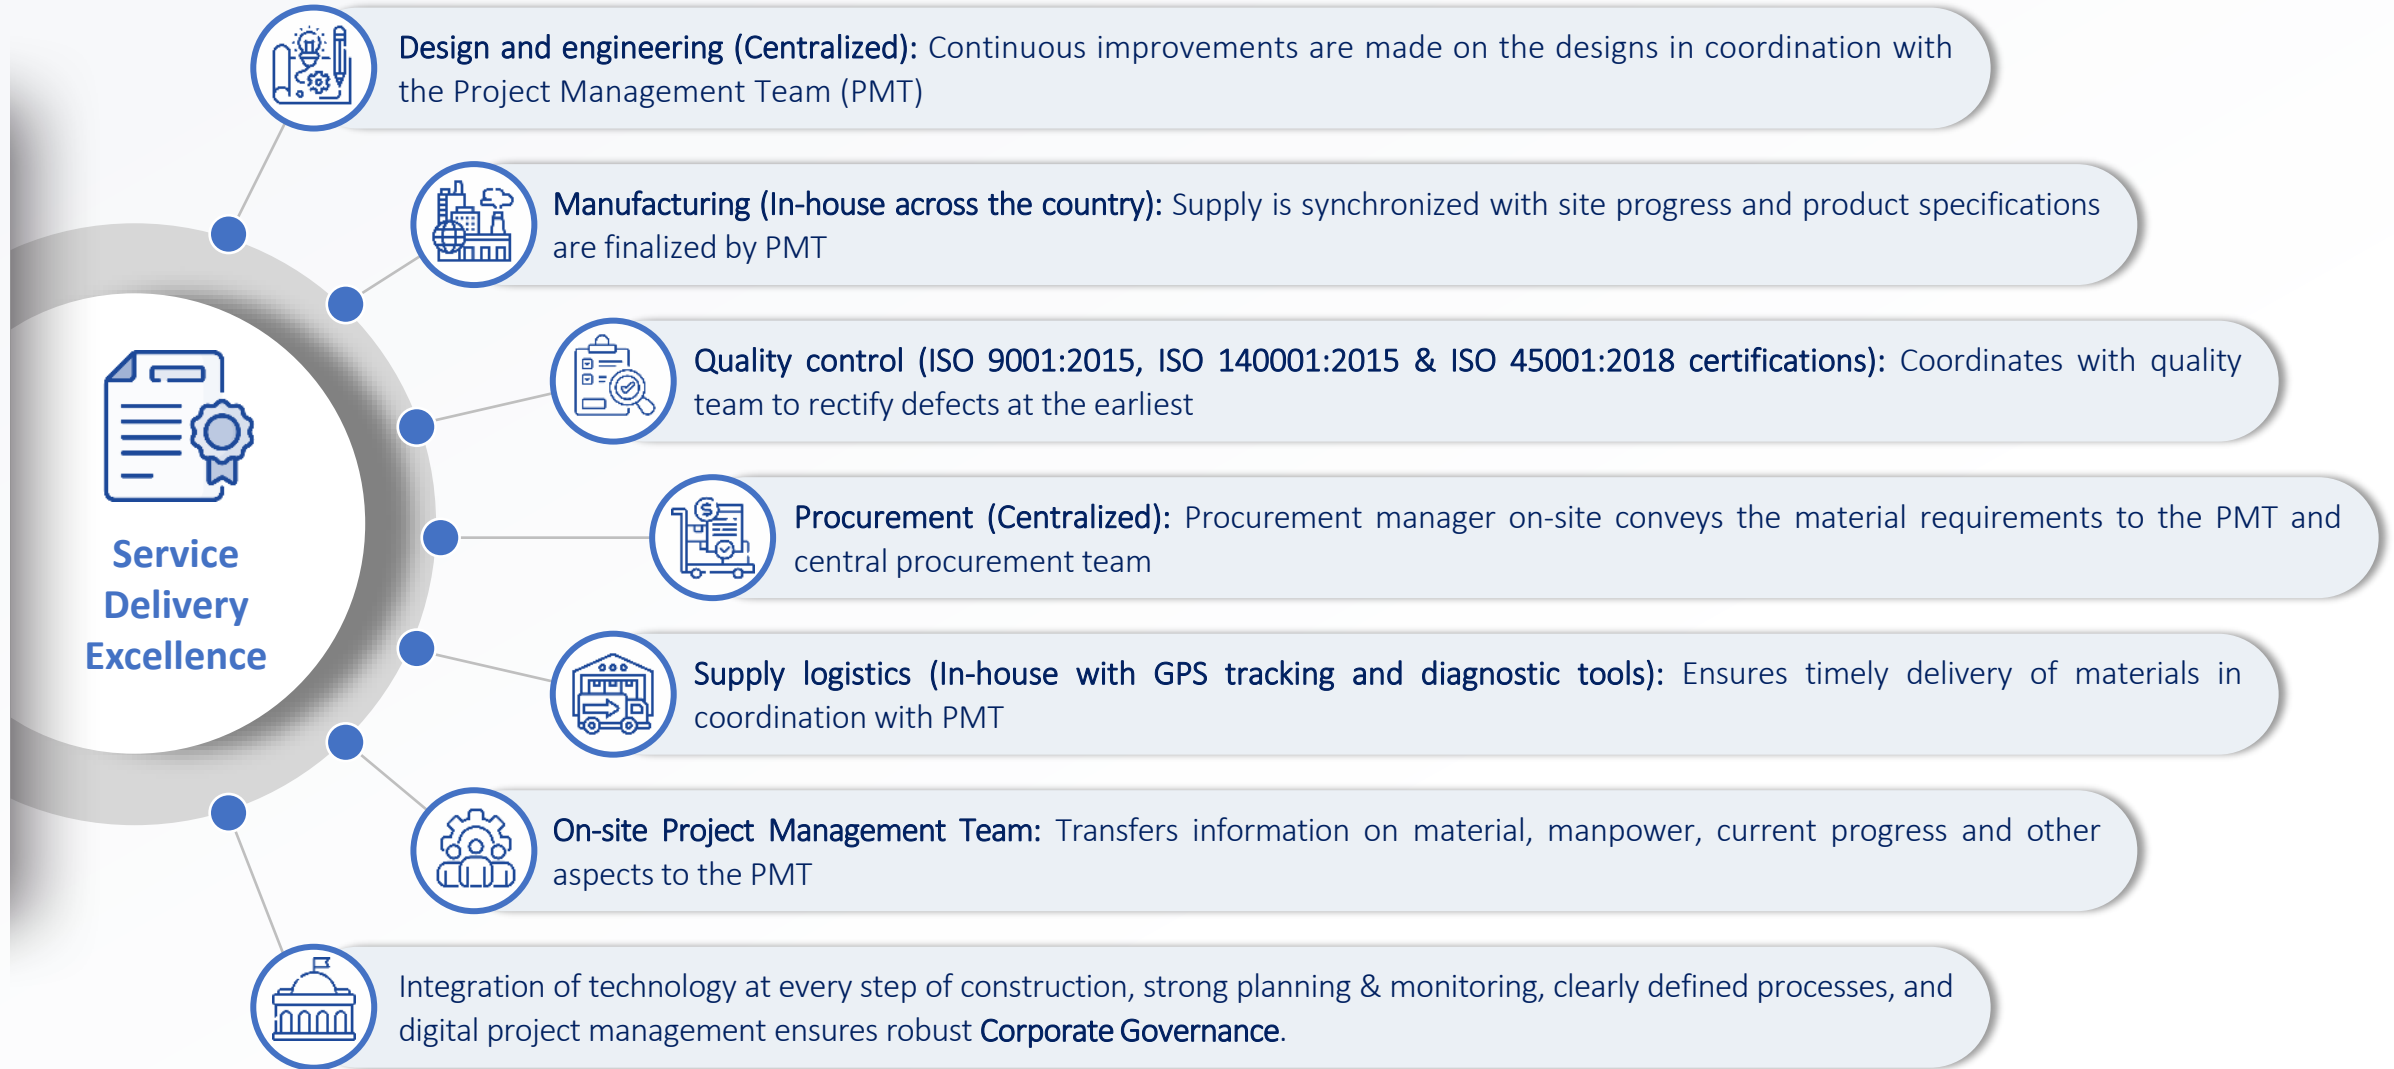 Service
Delivery
Excellence
Design and engineering (Centralized): Continuous improvements are made on the designs in coordination with
the Project Management Team (PMT)
Manufacturing (In-house across the country): Supply is synchronized with site progress and product specifications
are finalized by PMT
Quality control (ISO 9001:2015, ISO 140001:2015 & ISO 45001:2018 certifications): Coordinates with quality
team to rectify defects at the earliest
Procurement (Centralized): Procurement manager on-site conveys the material requirements to the PMT and
central procurement team
Supply logistics (In-house with GPS tracking and diagnostic tools): Ensures timely delivery of materials in
coordination with PMT
On-site Project Management Team: Transfers information on material, manpower, current progress and other
aspects to the PMT
Integration of technology at every step of construction, strong planning & monitoring, clearly defined processes, and
digital project management ensures robust Corporate Governance.